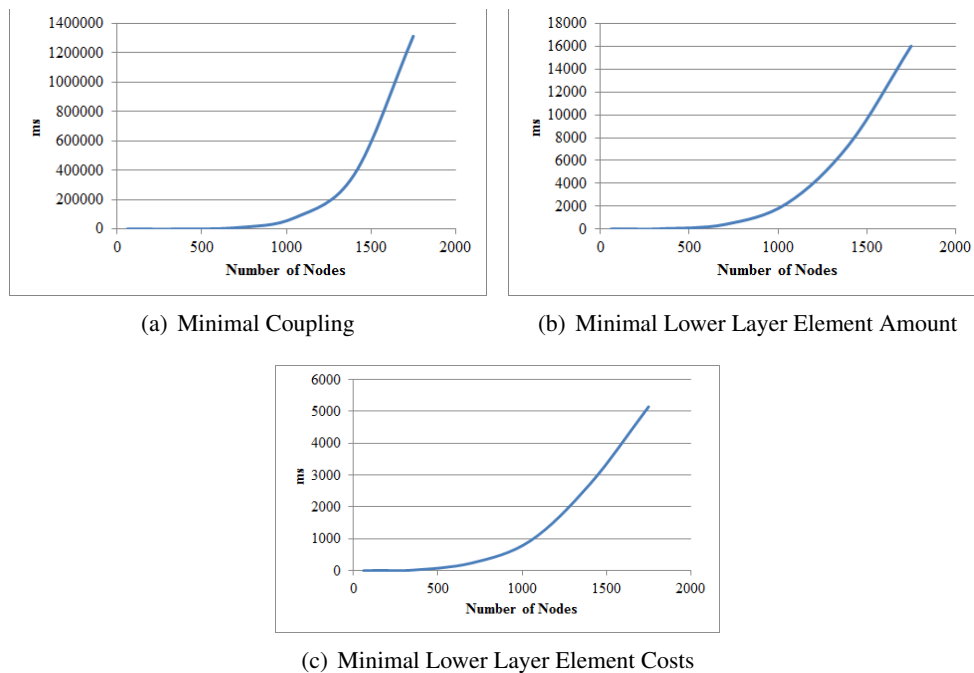 1400000
1200000
1000000
800000
600000
400000
200000
0
ms
0 500 1000 1500 2000
Number of Nodes
(a) Minimal Coupling
18000
16000
14000
12000
10000
8000
6000
4000
2000
0
ms
0 500 1000 1500 2000
Number of Nodes
(b) Minimal Lower Layer Element Amount
6000
5000
4000
3000
2000
1000
0
ms
0 500 1000 1500 2000
Number of Nodes
(c) Minimal Lower Layer Element Costs